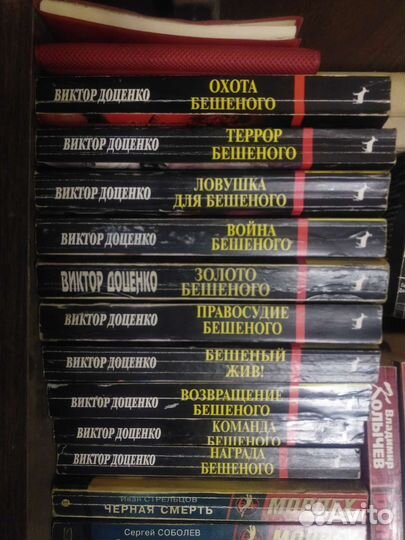 ВИКТОР ДОЦЕНКО
ОХОТА
БЕШЕНОГО
ВИКТОР ДОЦЕНКО
ТЕРРОР
БЕШЕНОГО
ВИКТОР ДОЦЕНКО
ЛОВУШКА
ДЛЯ БЕШЕНОГО
ВИКТОР ДОЦЕНКО
ВОЙНА
БЕШЕНОГО
ВИКТОР ДОЦЕНКО
ЗОЛОТО
БЕШЕНОГО
ВИКТОР ДОЦЕНКО
ПРАВОСУДИЕ
БЕШЕНОГО
ВИКТОР ДОЦЕНКО
БЕШЕНЫЙ
ЖИВ!
ВИКТОР ДОЦЕНКО
ВОЗВРАЩЕНИЕ
БЕШЕНОГО
ВИКТОР ДОЦЕНКО
КОМАНДА
БЕШЕНОГО
ВИКТОР ДОЦЕНКО
НАГРАДА
БЕШЕНОГО
Владимир
Колычев
Иван СТРЕЛЬЦОВ
ЧЕРНАЯ СМЕРТЬ
Сергей СОБОЛЕВ
Avito